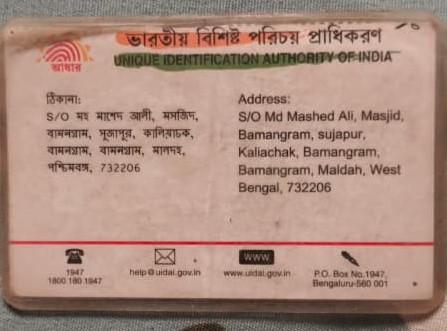 ভারতীয় বিশিষ্ট পরিচয় প্রাধিকরণ
UNIQUE IDENTIFICATION AUTHORITY OF INDIA
আধার
ঠিকানা:
S/O মহ মাশেদ আলী, মসজিদ,
বামনগ্রাম, সূজাপুর, কালিয়াচক,
বামনগ্রাম, বামনগ্রাম, মালদহ,
পশ্চিমবঙ্গ, 732206
Address:
S/O Md Mashed Ali, Masjid,
Bamangram, sujapur,
Kaliachak, Bamangram,
Bamangram, Maldah, West
Bengal, 732206
1947
1800 180 1947
help@uidai.gov.in
www
www.uidai.gov.in
P.O. Box No.1947,
Bengaluru-560 001